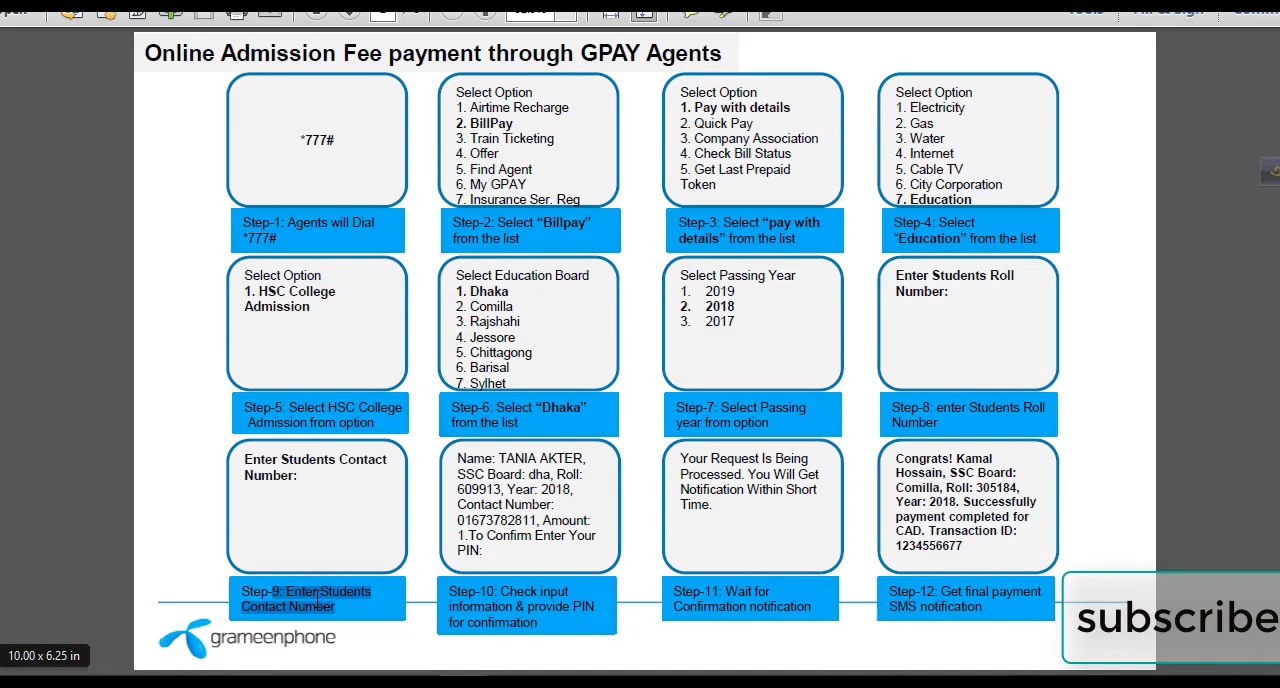 Online Admission Fee payment through GPAY Agents
*777#
Step-1: Agents will Dial
*777#
Select Option
1. Airtime Recharge
2. BillPay
3. Train Ticketing
4. Offer
5. Find Agent
6. My GPAY
7. Insurance Ser. Reg
Step-2: Select “Billpay”
from the list
Select Option
1. Pay with details
2. Quick Pay
3. Company Association
4. Check Bill Status
5. Get Last Prepaid
Token
Step-3: Select “pay with
details” from the list
Select Option
1. Electricity
2. Gas
3. Water
4. Internet
5. Cable TV
6. City Corporation
7. Education
Step-4: Select
“Education” from the list
Select Option
1. HSC College
Admission
Step-5: Select HSC College
Admission from option
Select Education Board
1. Dhaka
2. Comilla
3. Rajshahi
4. Jessore
5. Chittagong
6. Barisal
7. Sylhet
Step-6: Select “Dhaka”
from the list
Select Passing Year
1. 2019
2. 2018
3. 2017
Step-7: Select Passing
year from option
Enter Students Roll
Number:
Step-8: enter Students Roll
Number
Enter Students Contact
Number:
Step-9: Enter Students
Contact Number
Name: TANIA AKTER,
SSC Board: dha, Roll:
609913, Year: 2018,
Contact Number:
01673782811, Amount:
1.To Confirm Enter Your
PIN:
Step-10: Check input
information & provide PIN
for confirmation
Your Request Is Being
Processed. You Will Get
Notification Within Short
Time.
Step-11: Wait for
Confirmation notification
Congrats! Kamal
Hossain, SSC Board:
Comilla, Roll: 305184,
Year: 2018. Successfully
payment completed for
CAD. Transaction ID:
1234556677
Step-12: Get final payment
SMS notification
subscribe
grameenphone
10.00 x 6.25 in